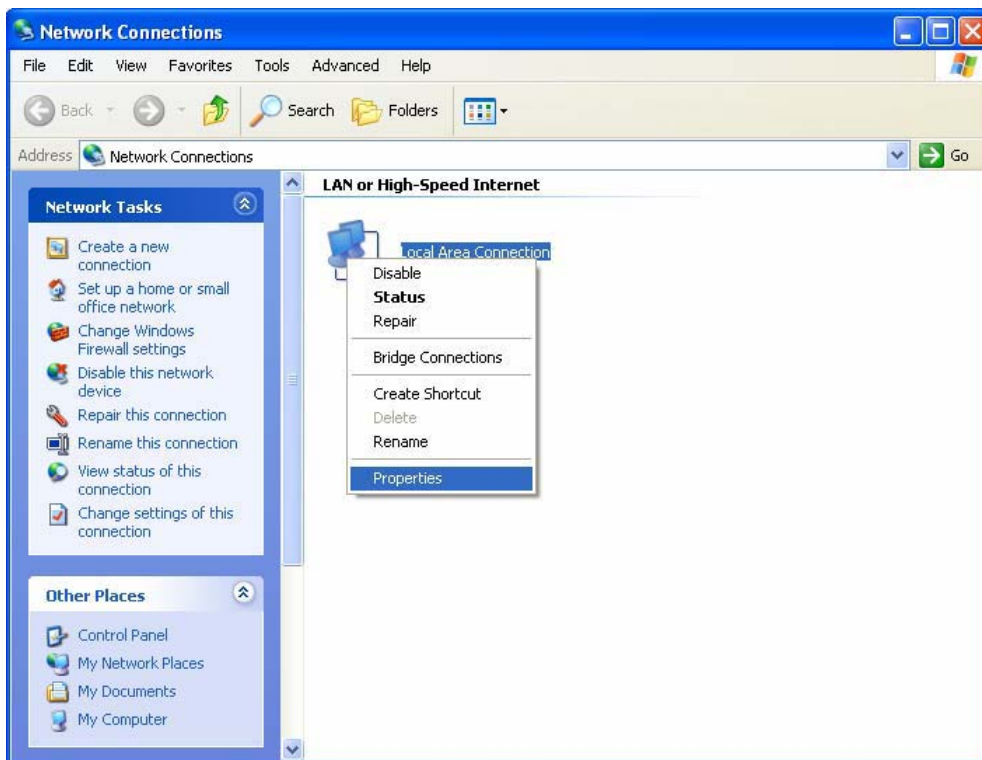 Network Connections
File Edit View Favorites Tools Advanced Help
Back Search Folders
Address Network Connections Go
Network Tasks
Create a new
connection
Set up a home or small
office network
Change Windows
Firewall settings
Disable this network
device
Repair this connection
Rename this connection
View status of this
connection
Change settings of this
connection
Other Places
Control Panel
My Network Places
My Documents
My Computer
LAN or High-Speed Internet
Local Area Connection
Disable
Status
Repair
Bridge Connections
Create Shortcut
Delete
Rename
Properties